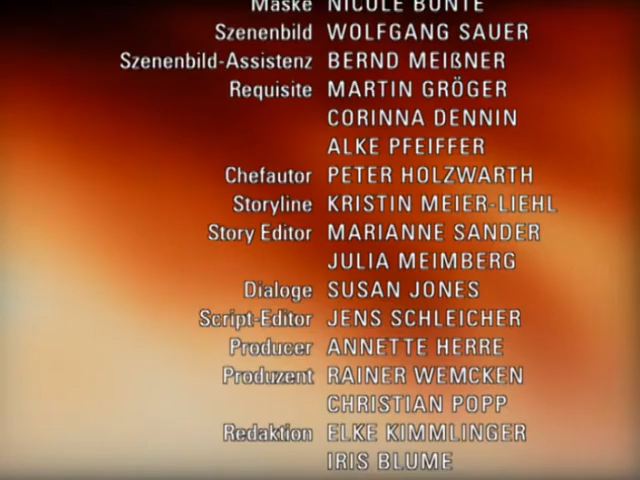 Maske NICOLE BUNTE
Szenenbild WOLFGANG SAUER
Szenenbild-Assistenz BERND MEIßNER
Requisite MARTIN GRÖGER
CORINNA DENNIN
ALKE PFEIFFER
Chefautor PETER HOLZWARTH
Storyline KRISTIN MEIER-LIEHL
Story Editor MARIANNE SANDER
JULIA MEIMBERG
Dialoge SUSAN JONES
Script-Editor JENS SCHLEICHER
Producer ANNETTE HERRE
Produzent RAINER WEMCKEN
CHRISTIAN POPP
Redaktion ELKE KIMMLINGER
IRIS BLUME